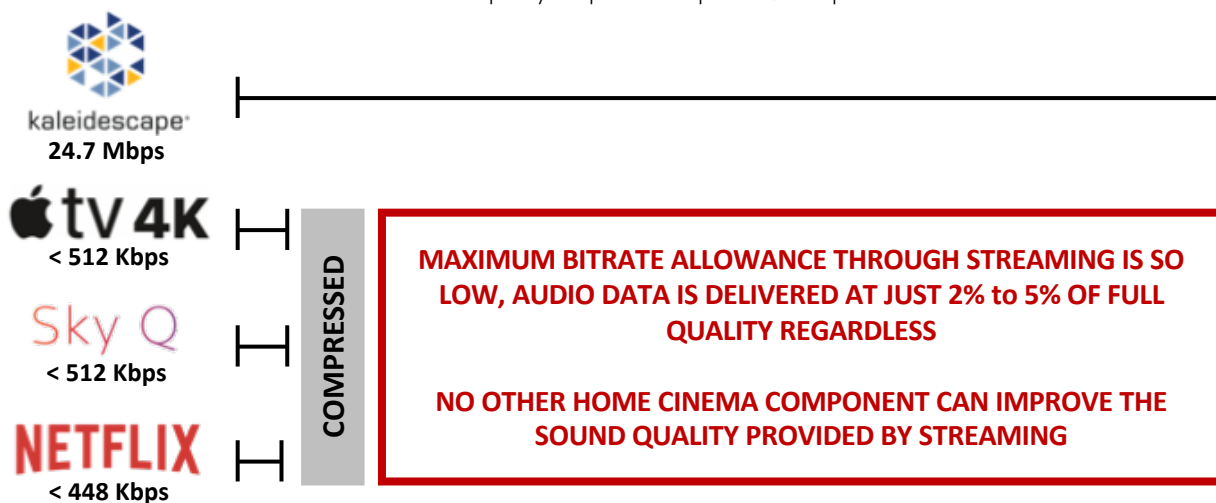 kaleidescape
24.7 Mbps
tv 4K
< 512 Kbps
Sky Q
< 512 Kbps
NETFLIX
< 448 Kbps
COMPRESSED
MAXIMUM BITRATE ALLOWANCE THROUGH STREAMING IS SO
LOW, AUDIO DATA IS DELIVERED AT JUST 2% to 5% OF FULL
QUALITY REGARDLESS
NO OTHER HOME CINEMA COMPONENT CAN IMPROVE THE
SOUND QUALITY PROVIDED BY STREAMING